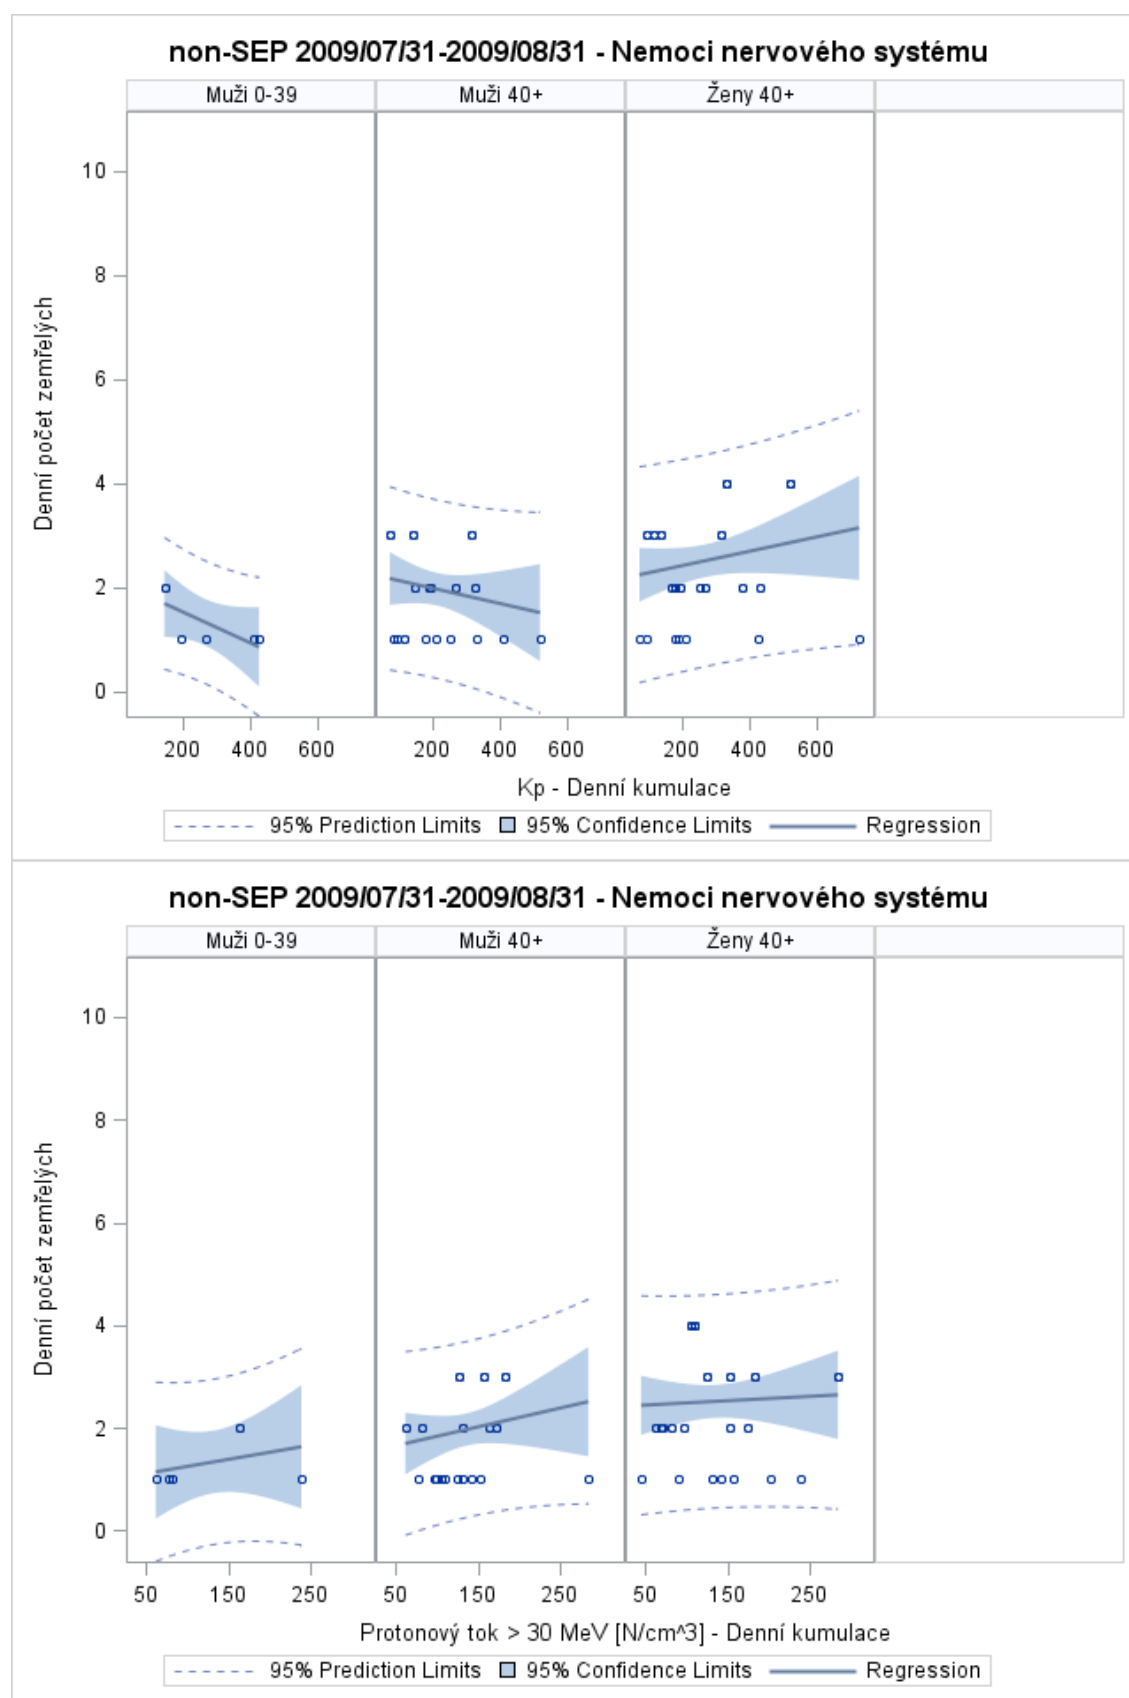 non-SEP 2009/07/31-2009/08/31 - Nemoci nervového systému
Muži 0-39 Muži 40+ Ženy 40+
10
8
6
4
2
0
Denní počet zemřelých
200 400 600 200 400 600 200 400 600
Kp - Denní kumulace
95% Prediction Limits 95% Confidence Limits Regression
non-SEP 2009/07/31-2009/08/31 - Nemoci nervového systému
Muži 0-39 Muži 40+ Ženy 40+
10
8
6
4
2
0
Denní počet zemřelých
50 150 250 50 150 250 50 150 250
Protonový tok > 30 MeV [N/cm^3] - Denní kumulace
95% Prediction Limits 95% Confidence Limits Regression